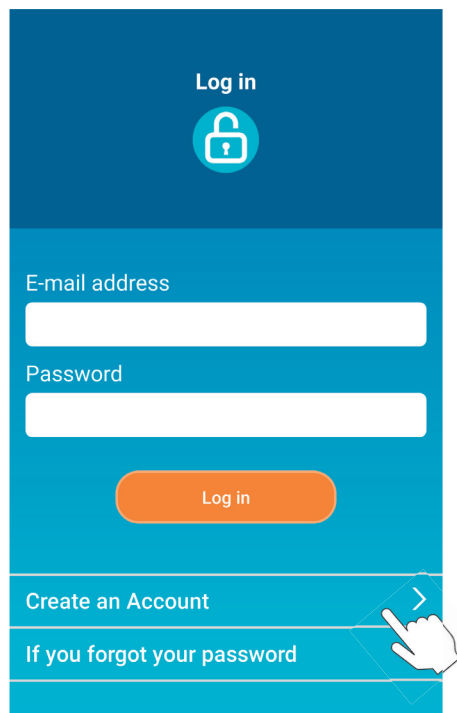 Log in
E-mail address
Password
Log in
Create an Account
If you forgot your password